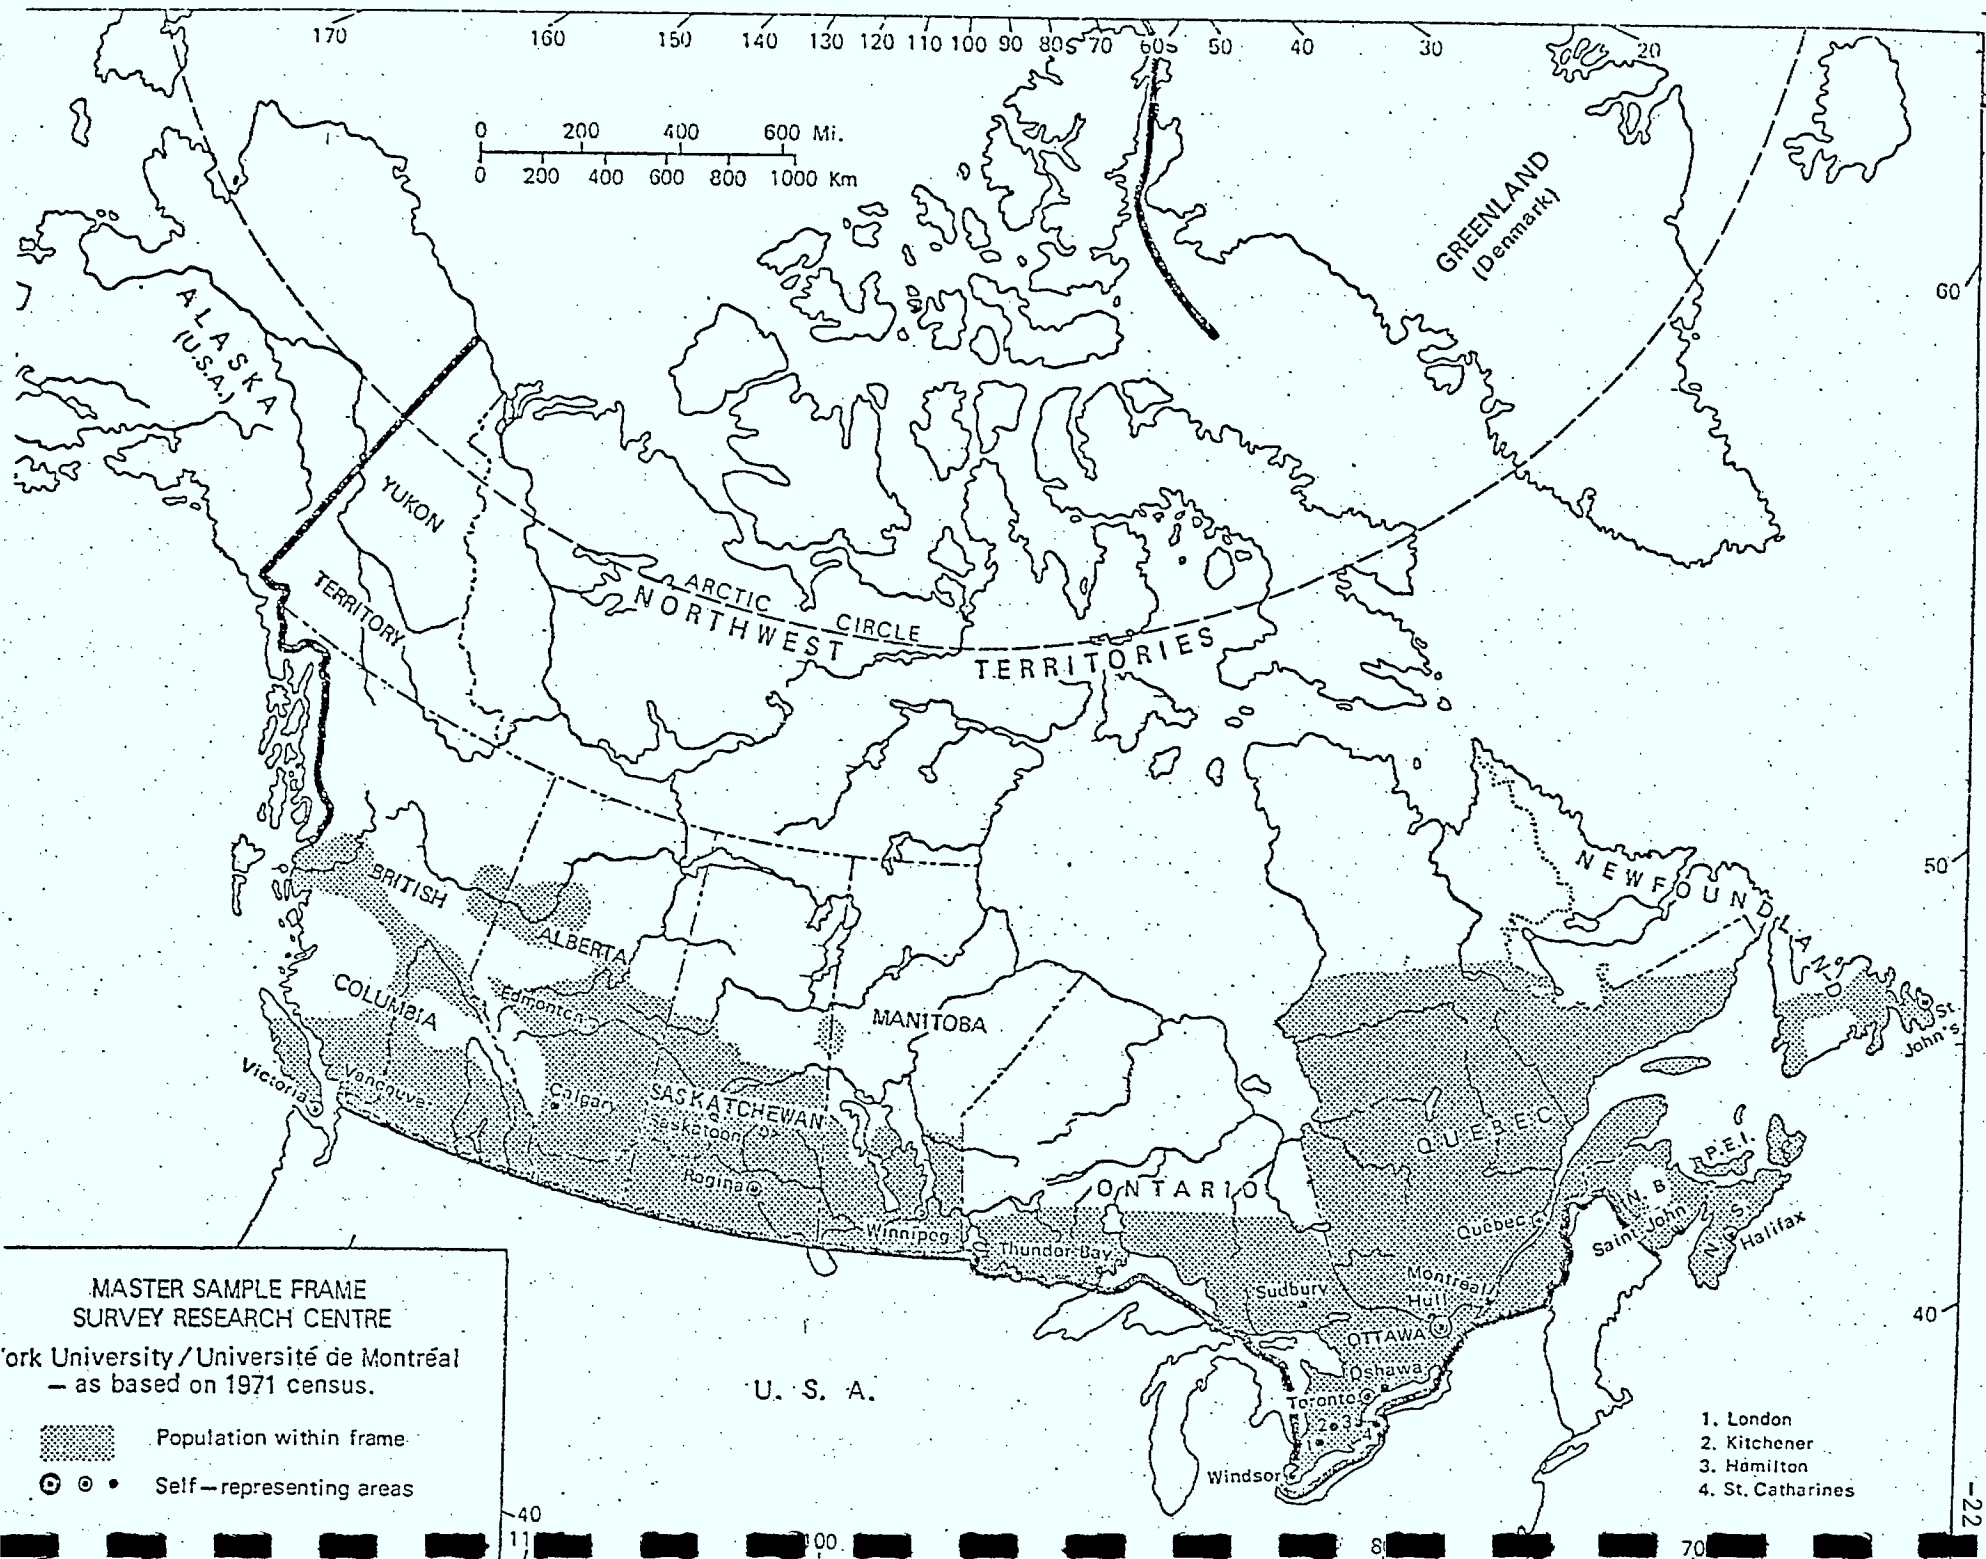 170 160 150 140 130 120 110 100 90 80 70 60 50 40 30 20
0 200 400 600 Mi.
0 200 400 600 800 1000 Km
GREENLAND
(Denmark)
60
ALASKA
(U.S.A.)
YUKON
TERRITORY
ARCTIC CIRCLE
NORTHWEST TERRITORIES
50
NEWFOUNDLAND
BRITISH
COLUMBIA
ALBERTA
Edmonton
MANITOBA
St.
John's
Victoria
Vancouver
Calgary
SASKATCHEWAN
Saskatoon
QUEBEC
P.E.I.
Regina
ONTARIO
N. B.
N. S.
Winnipeg
Québec
Saint John
Halifax
Thunder Bay
Sudbury
Montreal
Hull
40
OTTAWA
Oshawa
Toronto
2 3
1 4
Windsor
U. S. A.
MASTER SAMPLE FRAME
SURVEY RESEARCH CENTRE
ork University/Université de Montréal
– as based on 1971 census.
Population within frame
Self–representing areas
1. London
2. Kitchener
3. Hamilton
4. St. Catharines
-22
40
70